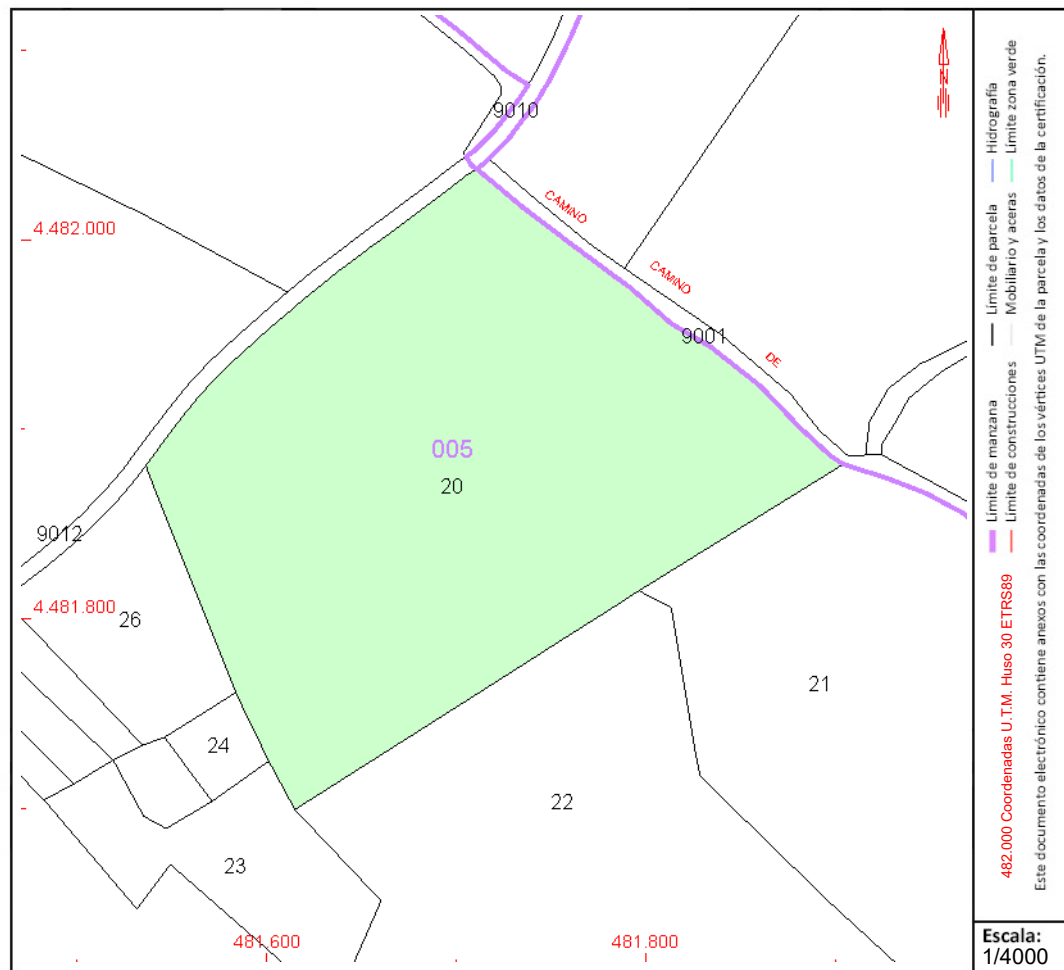 9010
CAMINO
4.482.000
CAMINO
9001
DE
005
20
9012
4.481.800
26
21
24
22
23
481.600
481.800
Límite de manzana
Límite de parcela
Hidrografía
Límite de construcciones
Mobiliario y aceras
Límite zona verde
482.000 Coordenadas U.T.M. Huso 30 ETRS89
Este documento electrónico contiene anexos con las coordenadas de los vértices UTM de la parcela y los datos de la certificación.
N
Escala:
1/4000